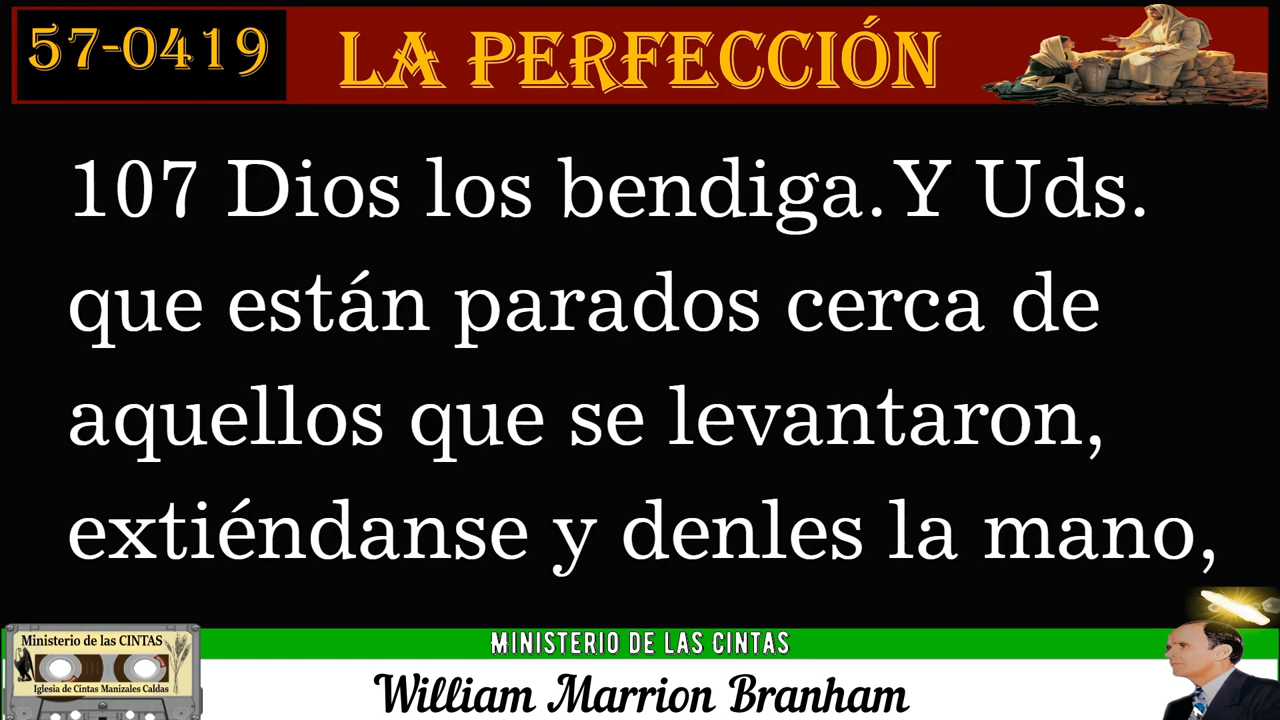 57-0419
LA PERFECCIÓN
107 Dios los bendiga. Y Uds.
que están parados cerca de
aquellos que se levantaron,
extiéndanse y denles la mano,
MINISTERIO DE LAS CINTAS
Ministerio de las CINTAS
Iglesia de Cintas Manizales Caldas
William Marrion Branham